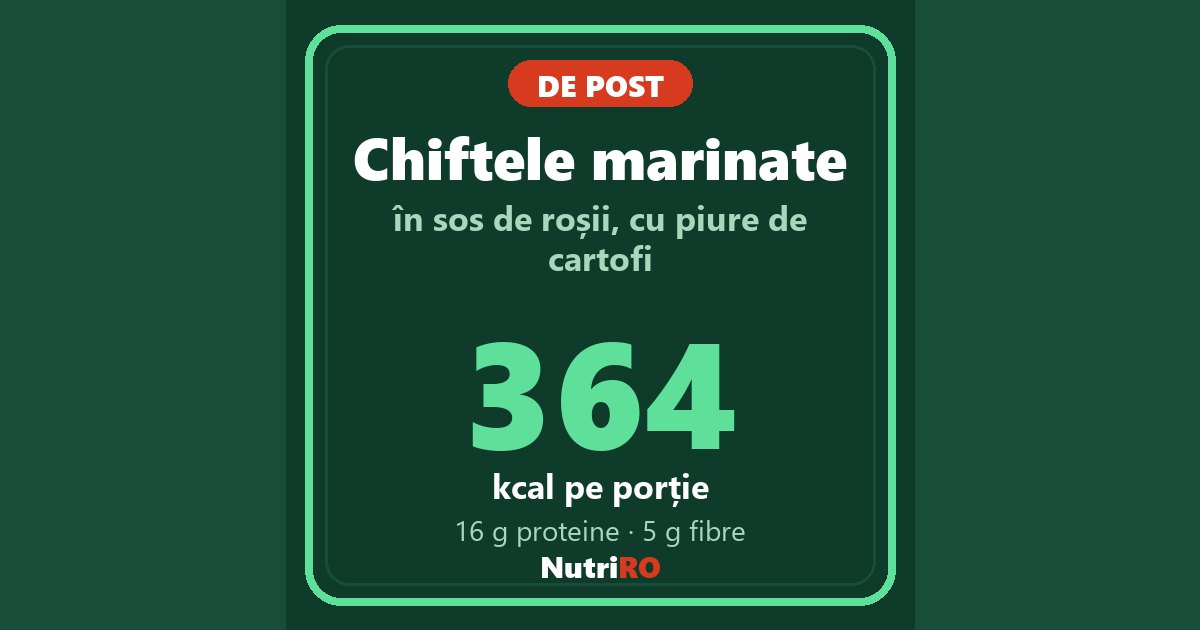 DE POST
Chiftele marinate
în sos de roșii, cu piure de
cartofi
364
kcal pe porție
16 g proteine · 5 g fibre
NutriRO